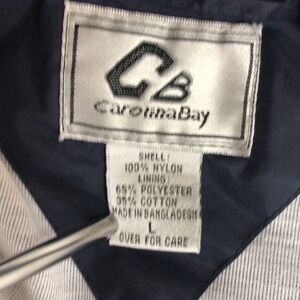 CB
CarolinaBay
SHELL:
100% NYLON
LINING:
65% POLYESTER
35% COTTON
MADE IN BANGLADESH
L
OVER FOR CARE